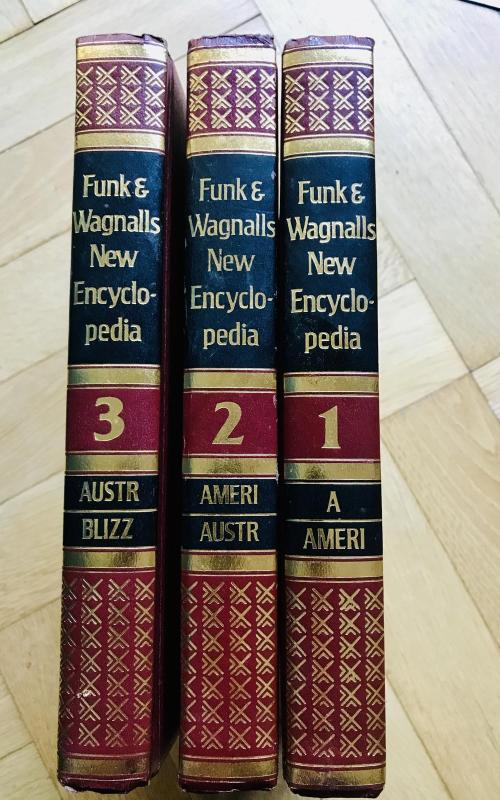 Funk &
Wagnalls
New
Encyclo-
pedia
3
AUSTR
BLIZZ
Funk &
Wagnalls
New
Encyclo-
pedia
2
AMERI
AUSTR
Funk &
Wagnalls
New
Encyclo-
pedia
1
A
AMERI